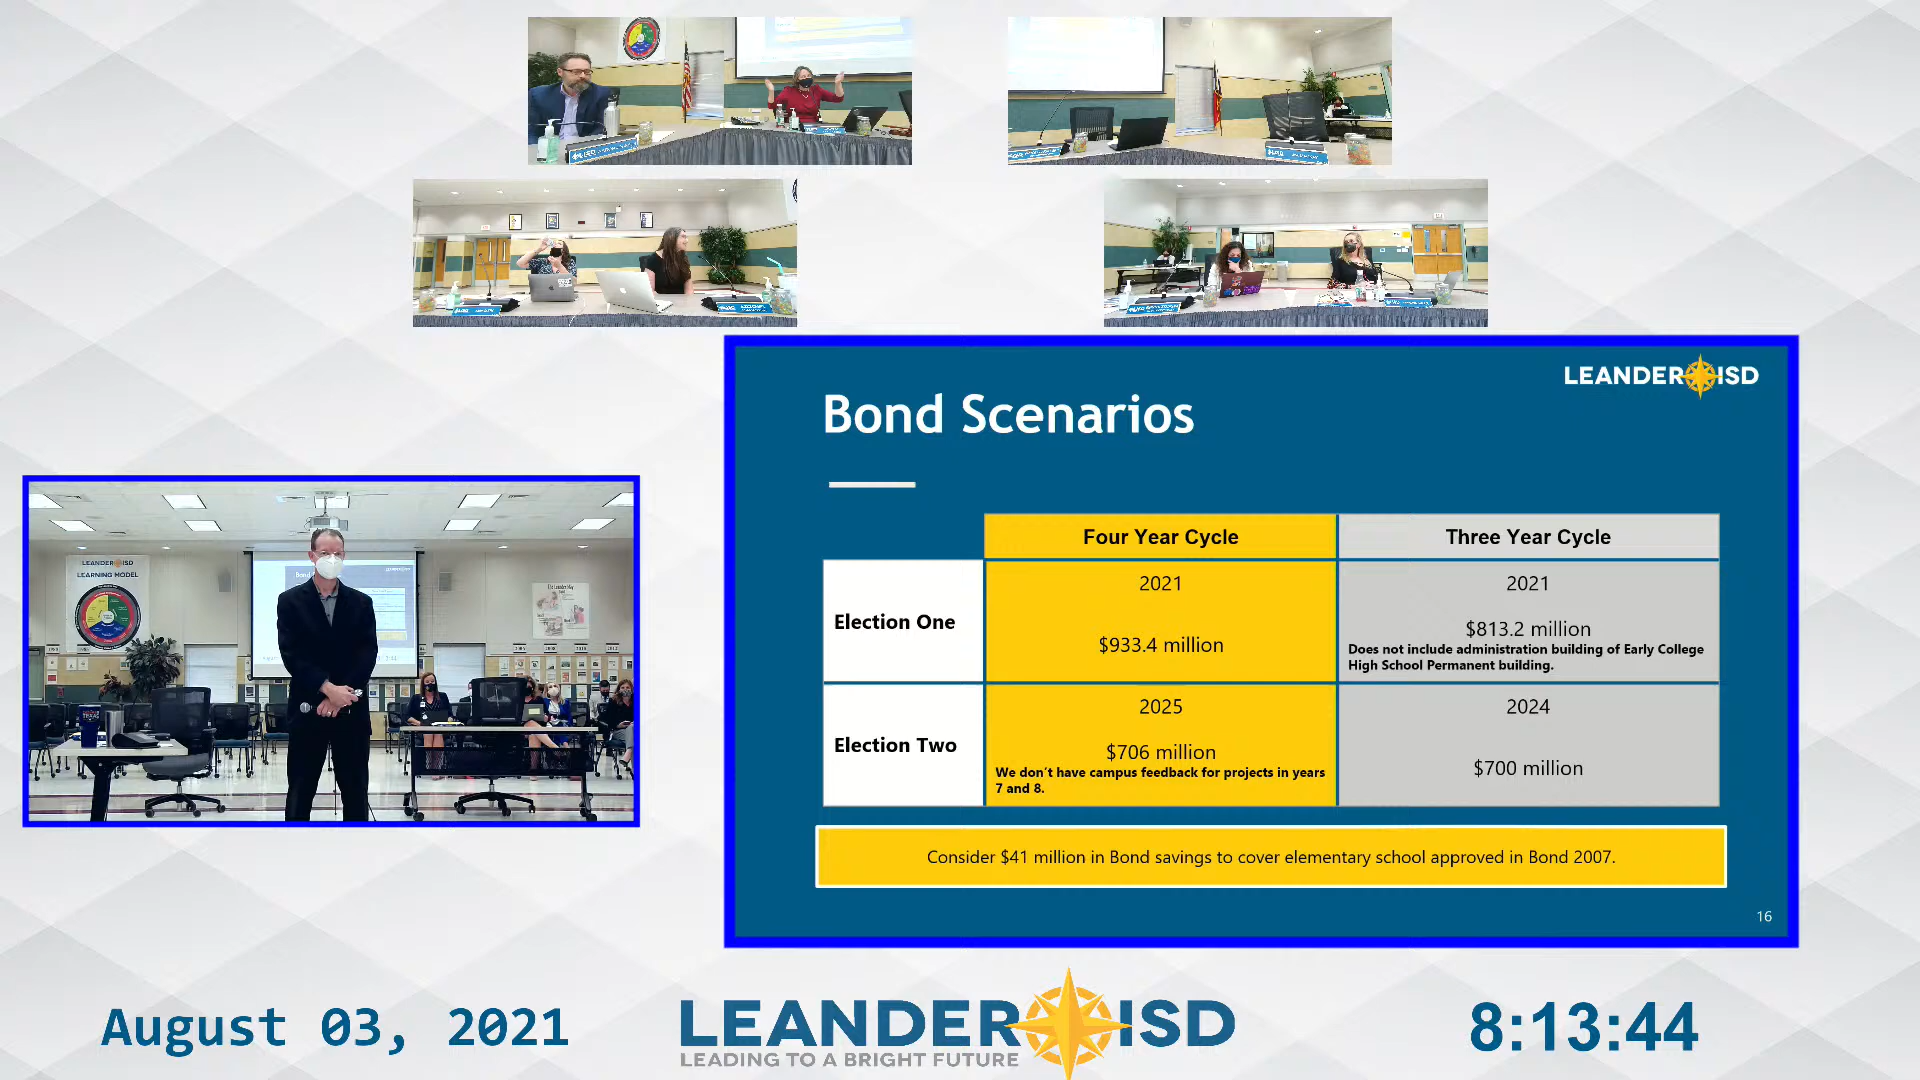 LEANDER ISD
Bond Scenarios
Four Year Cycle
Three Year Cycle
Election One
2021
$933.4 million
2021
$813.2 million
Does not include administration building of Early College
High School Permanent building.
Election Two
2025
$706 million
We don't have campus feedback for projects in years
7 and 8.
2024
$700 million
Consider $41 million in Bond savings to cover elementary school approved in Bond 2007.
16
LEANDER ISD
LEARNING MODEL
August 03, 2021
LEANDER ISD
LEADING TO A BRIGHT FUTURE
8:13:44